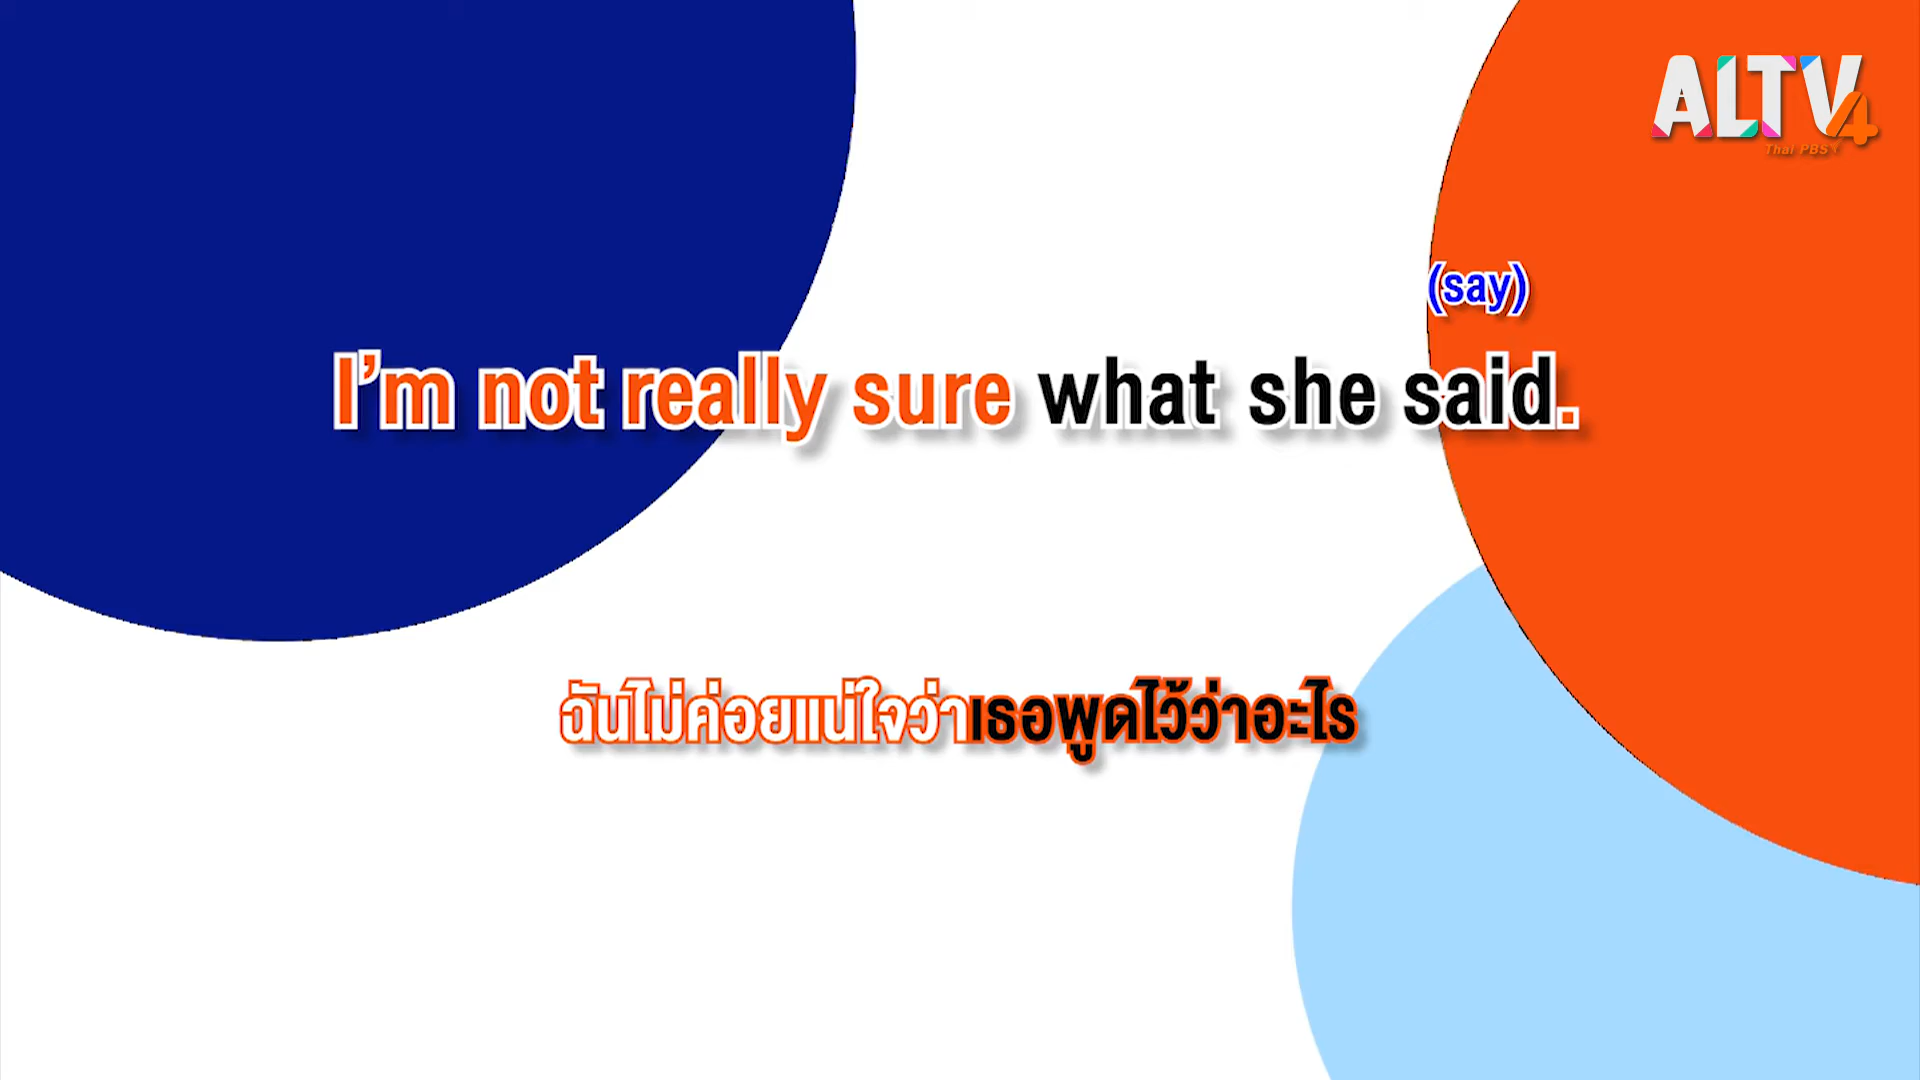 ALTV4
Thai PBS
(say)
I’m not really sure what she said.
ฉันไม่ค่อยแน่ใจว่าเธอพูดไว้ว่าอะไร